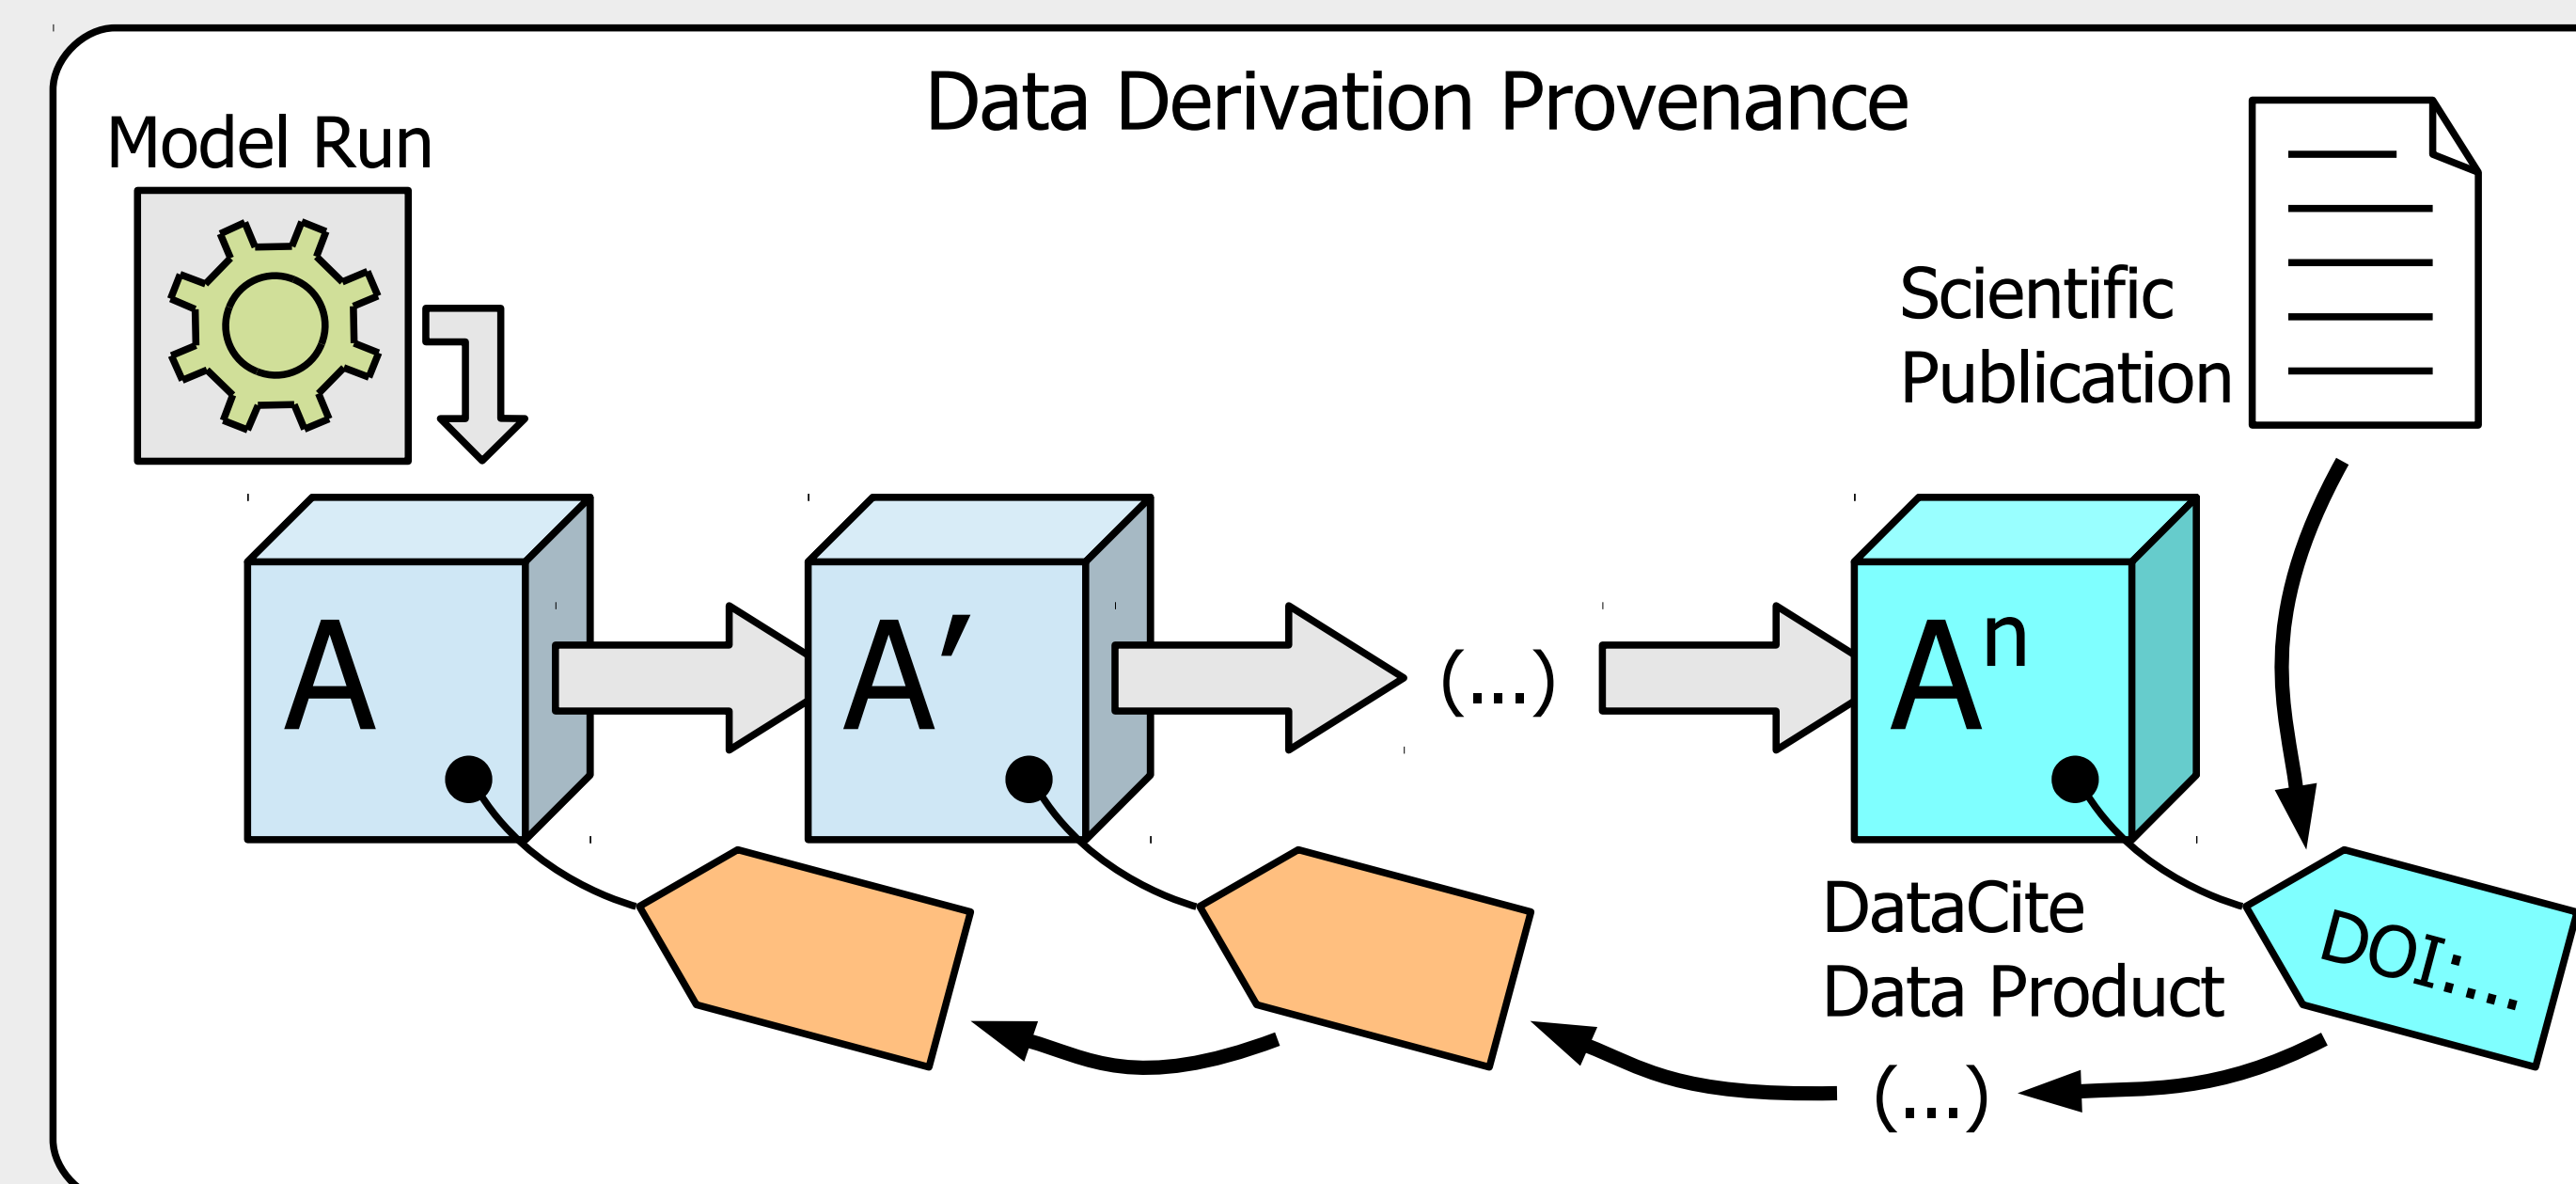 Data Derivation Provenance
Model Run
Scientific
Publication
A
A′
(...)
Aⁿ
DataCite
Data Product
DOI:...
(...)